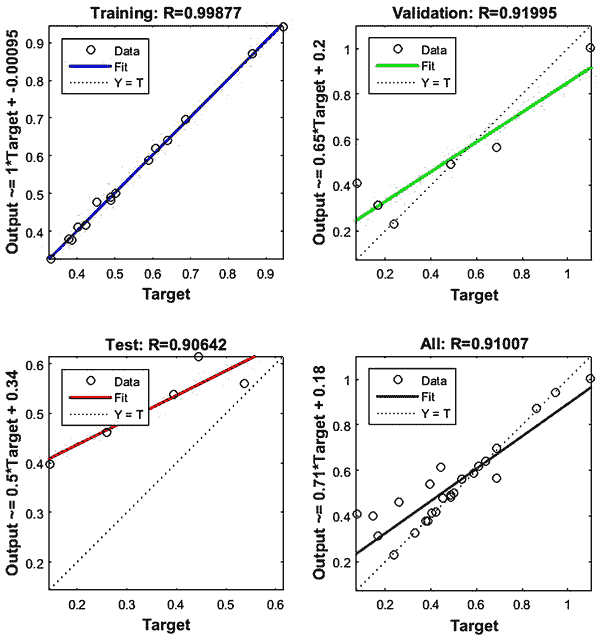 Training: R=0.99877
Output ~= 1*Target + -0.00095
Data
Fit
Y = T
0.9
0.8
0.7
0.6
0.5
0.4
0.4 0.5 0.6 0.7 0.8 0.9
Target
Validation: R=0.91995
Output ~= 0.65*Target + 0.2
Data
Fit
Y = T
1
0.8
0.6
0.4
0.2
0.2 0.4 0.6 0.8 1
Target
Test: R=0.90642
Output ~= 0.5*Target + 0.34
Data
Fit
Y = T
0.6
0.5
0.4
0.3
0.2
0.2 0.3 0.4 0.5 0.6
Target
All: R=0.91007
Output ~= 0.71*Target + 0.18
Data
Fit
Y = T
1
0.8
0.6
0.4
0.2
0.2 0.4 0.6 0.8 1
Target